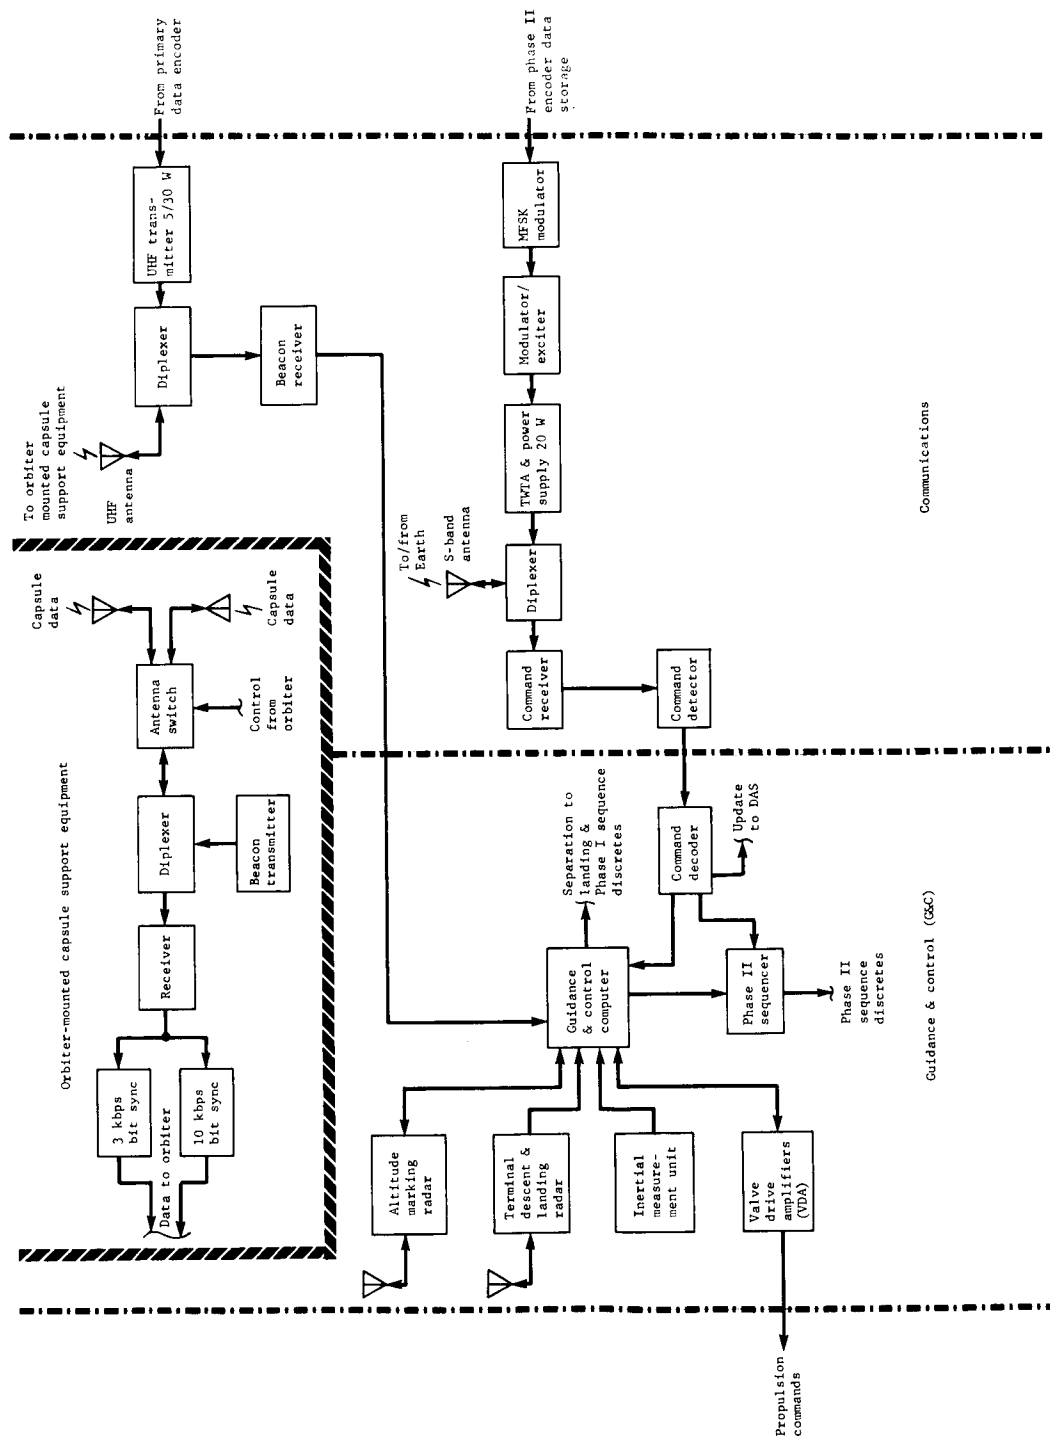 To orbiter
mounted capsule
support equipment
UHF
antenna
Diplexer
UHF trans-
mitter 5/30 W
From primary
data encoder
Beacon
receiver
Orbiter-mounted capsule support equipment
3 kbps
bit sync
Data to orbiter
10 kbps
bit sync
Receiver
Diplexer
Beacon
transmitter
Antenna
switch
Control
from
orbiter
Capsule
data
Capsule
data
To/from
Earth
S-band
antenna
Command
receiver
Diplexer
TWTA & power
supply 20 W
Modulator/
exciter
MFSK
modulator
From phase II
encoder data
storage
Command
detector
Communications
Altitude
marking
radar
Terminal
descent &
landing
radar
Inertial
measure-
ment unit
Valve
drive
amplifiers
(VDA)
Propulsion
commands
Guidance
& control
computer
Separation to
landing &
Phase I sequence
discretes
Command
decoder
Update
to DAS
Phase II
sequencer
Phase II
sequence
discretes
Guidance & control (G&C)